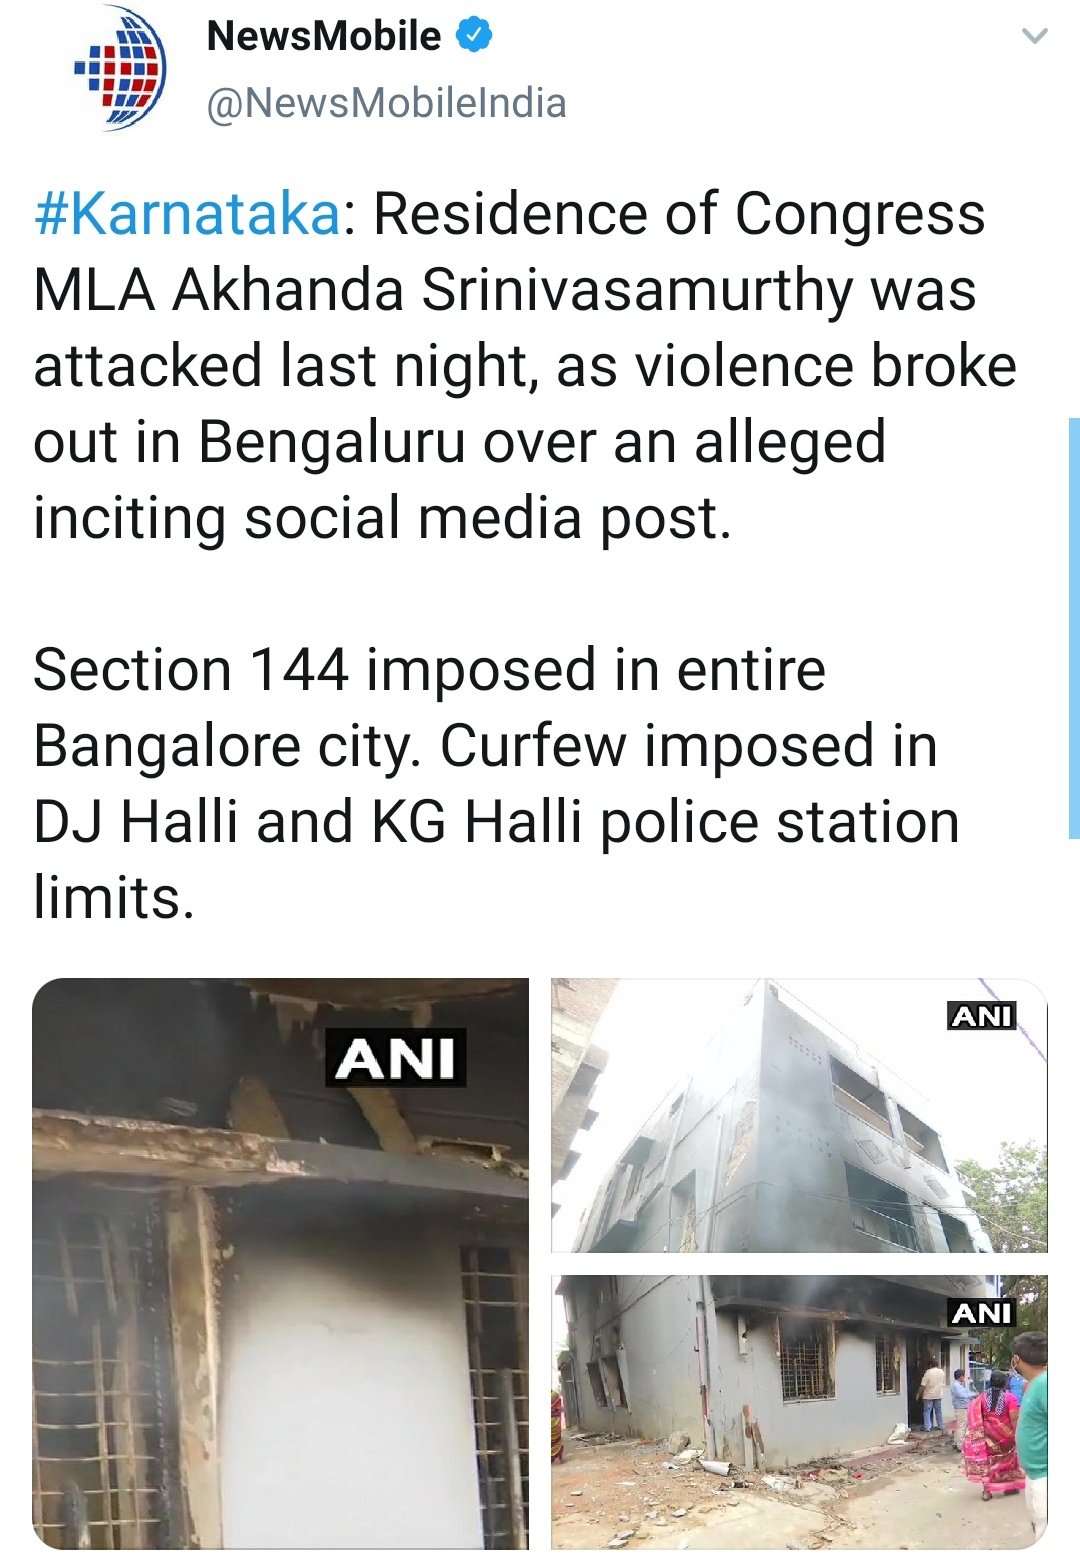 NewsMobile
@NewsMobileIndia
#Karnataka: Residence of Congress
MLA Akhanda Srinivasamurthy was
attacked last night, as violence broke
out in Bengaluru over an alleged
inciting social media post.
Section 144 imposed in entire
Bangalore city. Curfew imposed in
DJ Halli and KG Halli police station
limits.
ANI
ANI
ANI